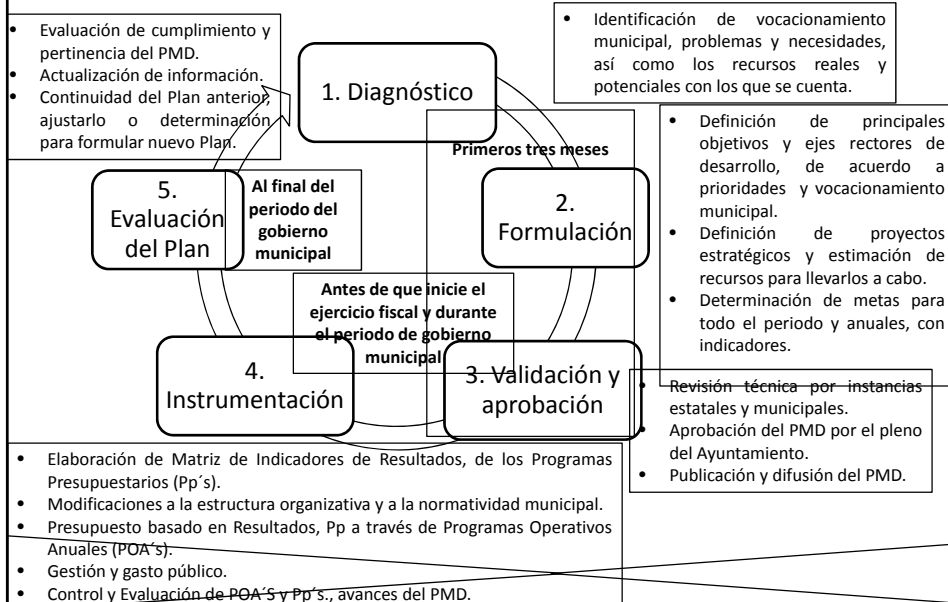 • Evaluación de cumplimiento y
pertinencia del PMD.
• Actualización de información.
• Continuidad del Plan anterior,
ajustarlo o determinación
para formular nuevo Plan.
1. Diagnóstico
• Identificación de vocacionamiento
municipal, problemas y necesidades,
así como los recursos reales y
potenciales con los que se cuenta.
Primeros tres meses
2.
Formulación
• Definición de principales
objetivos y ejes rectores de
desarrollo, de acuerdo a
prioridades y vocacionamiento
municipal.
• Definición de proyectos
estratégicos y estimación de
recursos para llevarlos a cabo.
• Determinación de metas para
todo el periodo y anuales, con
indicadores.
5.
Evaluación
del Plan
Al final del
periodo del
gobierno
municipal
Antes de que inicie el
ejercicio fiscal y durante
el periodo de gobierno
municipal
4.
Instrumentación
3. Validación y
aprobación
• Revisión técnica por instancias
estatales y municipales.
• Aprobación del PMD por el pleno
del Ayuntamiento.
• Publicación y difusión del PMD.
• Elaboración de Matriz de Indicadores de Resultados, de los Programas
Presupuestarios (Pp´s).
• Modificaciones a la estructura organizativa y a la normatividad municipal.
• Presupuesto basado en Resultados, Pp a través de Programas Operativos
Anuales (POA´s).
• Gestión y gasto público.
• Control y Evaluación de POA´S y Pp´s., avances del PMD.